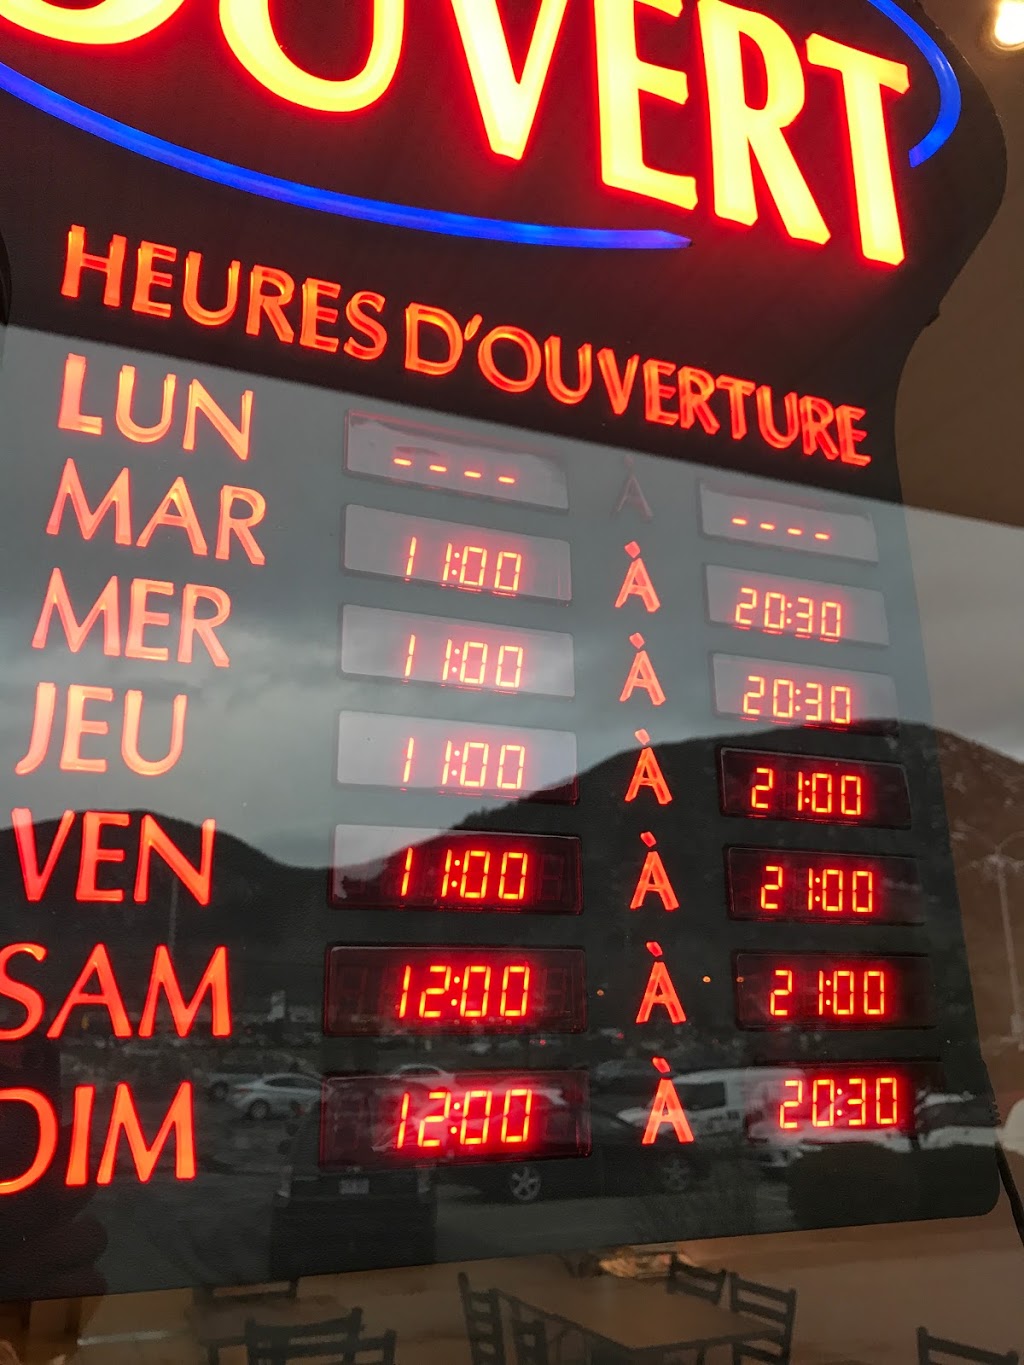 OUVERT
HEURES D'OUVERTURE
LUN ---- À ----
MAR 11:00 À 20:30
MER 11:00 À 20:30
JEU 11:00 À 21:00
VEN 11:00 À 21:00
SAM 12:00 À 21:00
DIM 12:00 À 20:30